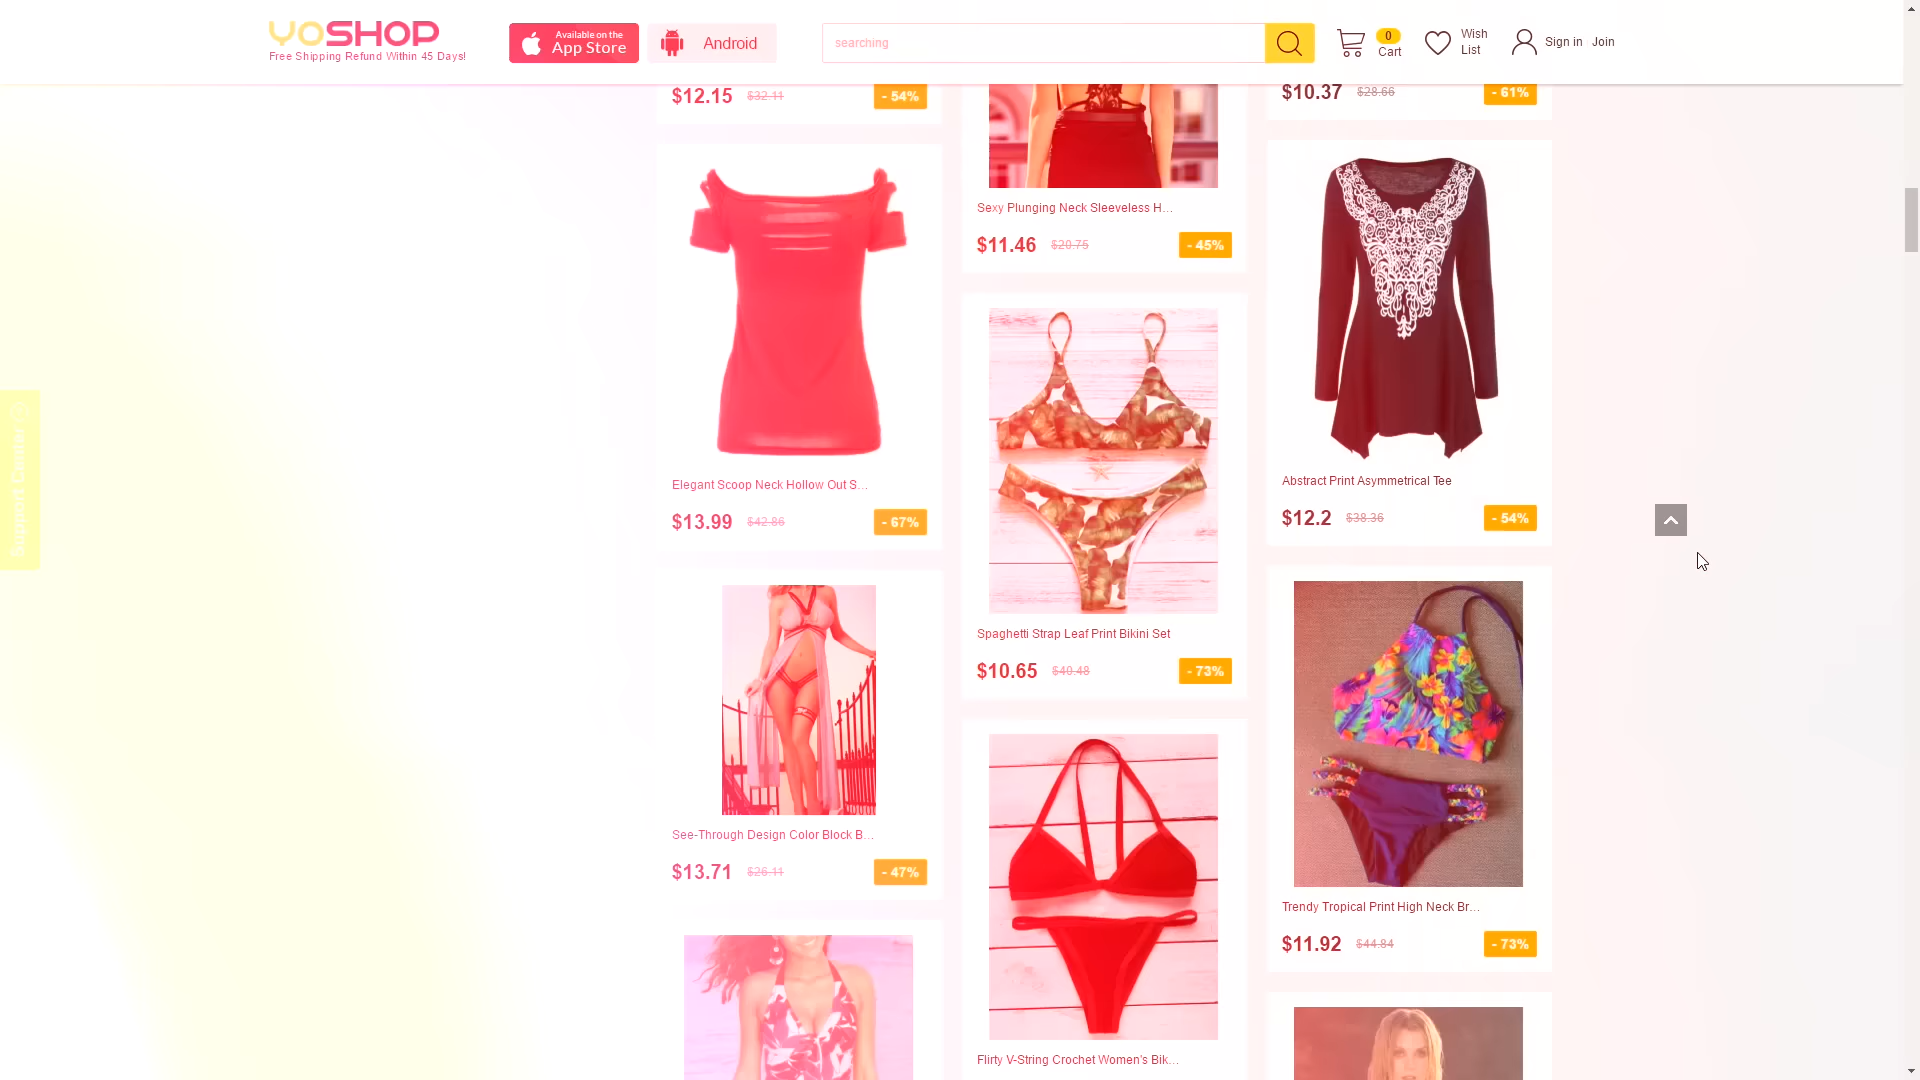 YOSHOP
Free Shipping Refund Within 45 Days!
Available on the
App Store
Android
searching
0
Cart
Wish
List
Sign in
Join
$12.15 $32.11 - 54%
Elegant Scoop Neck Hollow Out S...
$13.99 $42.86 - 67%
See-Through Design Color Block B...
$13.71 $26.11 - 47%
Sexy Plunging Neck Sleeveless H...
$11.46 $20.75 - 45%
Spaghetti Strap Leaf Print Bikini Set
$10.65 $40.48 - 73%
Flirty V-String Crochet Women's Bik...
$10.37 $28.66 - 61%
Abstract Print Asymmetrical Tee
$12.2 $38.36 - 54%
Trendy Tropical Print High Neck Br...
$11.92 $44.84 - 73%
Support Center